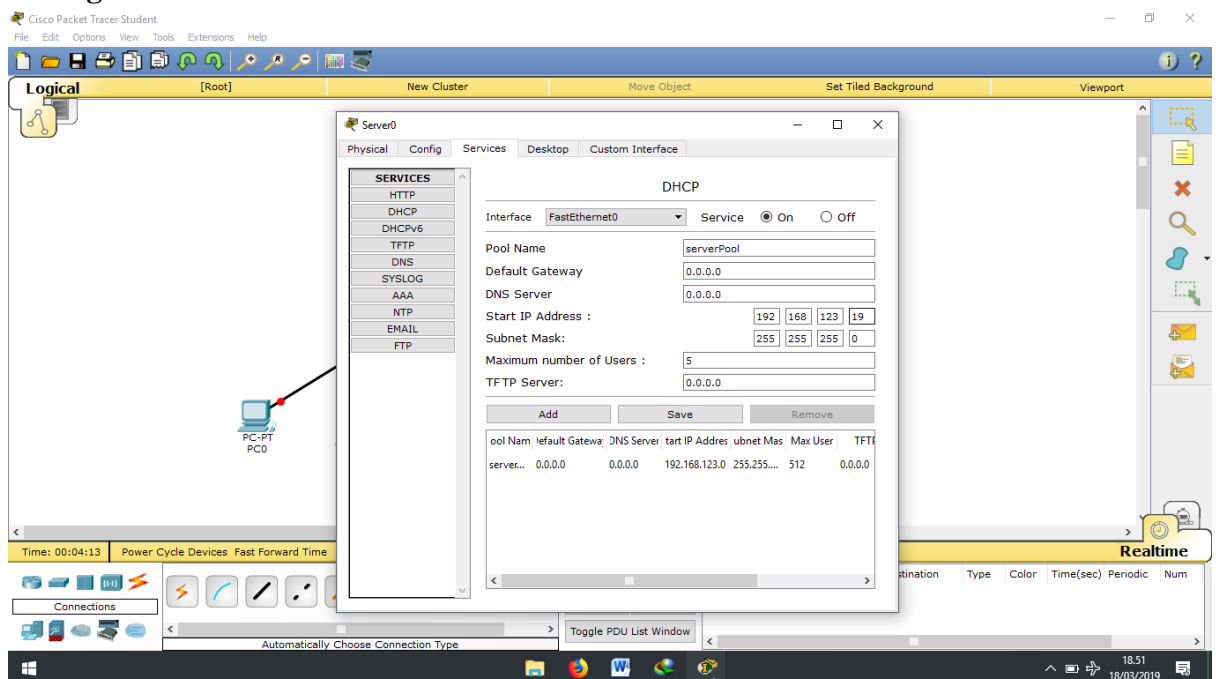 Cisco Packet Tracer Student
File Edit Options View Tools Extensions Help
Logical [Root] New Cluster Move Object Set Tiled Background Viewport
Server0
Physical Config Services Desktop Custom Interface
SERVICES
HTTP
DHCP
DHCPv6
TFTP
DNS
SYSLOG
AAA
NTP
EMAIL
FTP
DHCP
Interface FastEthernet0 Service On Off
Pool Name serverPool
Default Gateway 0.0.0.0
DNS Server 0.0.0.0
Start IP Address : 192 168 123 19
Subnet Mask: 255 255 255 0
Maximum number of Users : 5
TFTP Server: 0.0.0.0
Add Save Remove
ool Nam efault Gateway DNS Server tart IP Addres ubnet Mas Max User TFT
server... 0.0.0.0 0.0.0.0 192.168.123.0 255.255.... 512 0.0.0.0
PC-PT
PC0
Time: 00:04:13 Power Cycle Devices Fast Forward Time Realtime
stination Type Color Time(sec) Periodic Num
Connections
Automatically Choose Connection Type
Toggle PDU List Window
18.51
18/03/2019